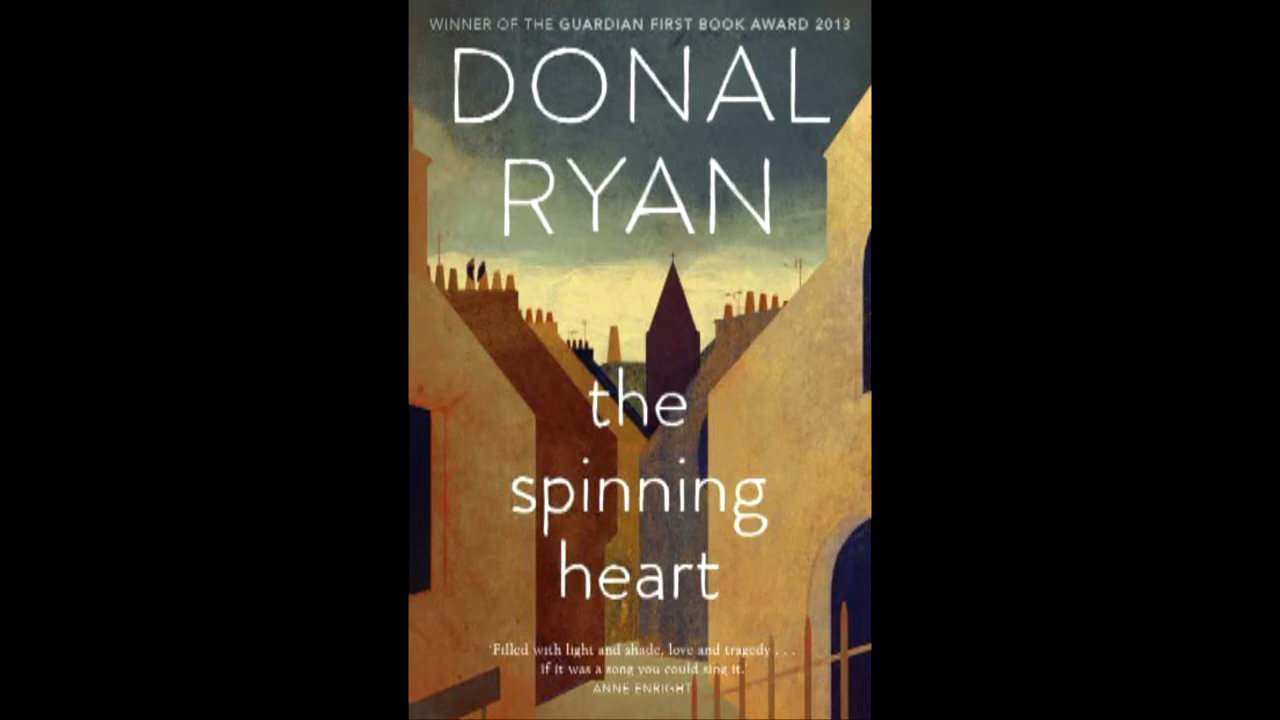 WINNER OF THE GUARDIAN FIRST BOOK AWARD 2013
DONAL
RYAN
the
spinning
heart
'Filled with light and shade, love and tragedy . . .
if it was a song you could sing it.'
ANNE ENRIGHT